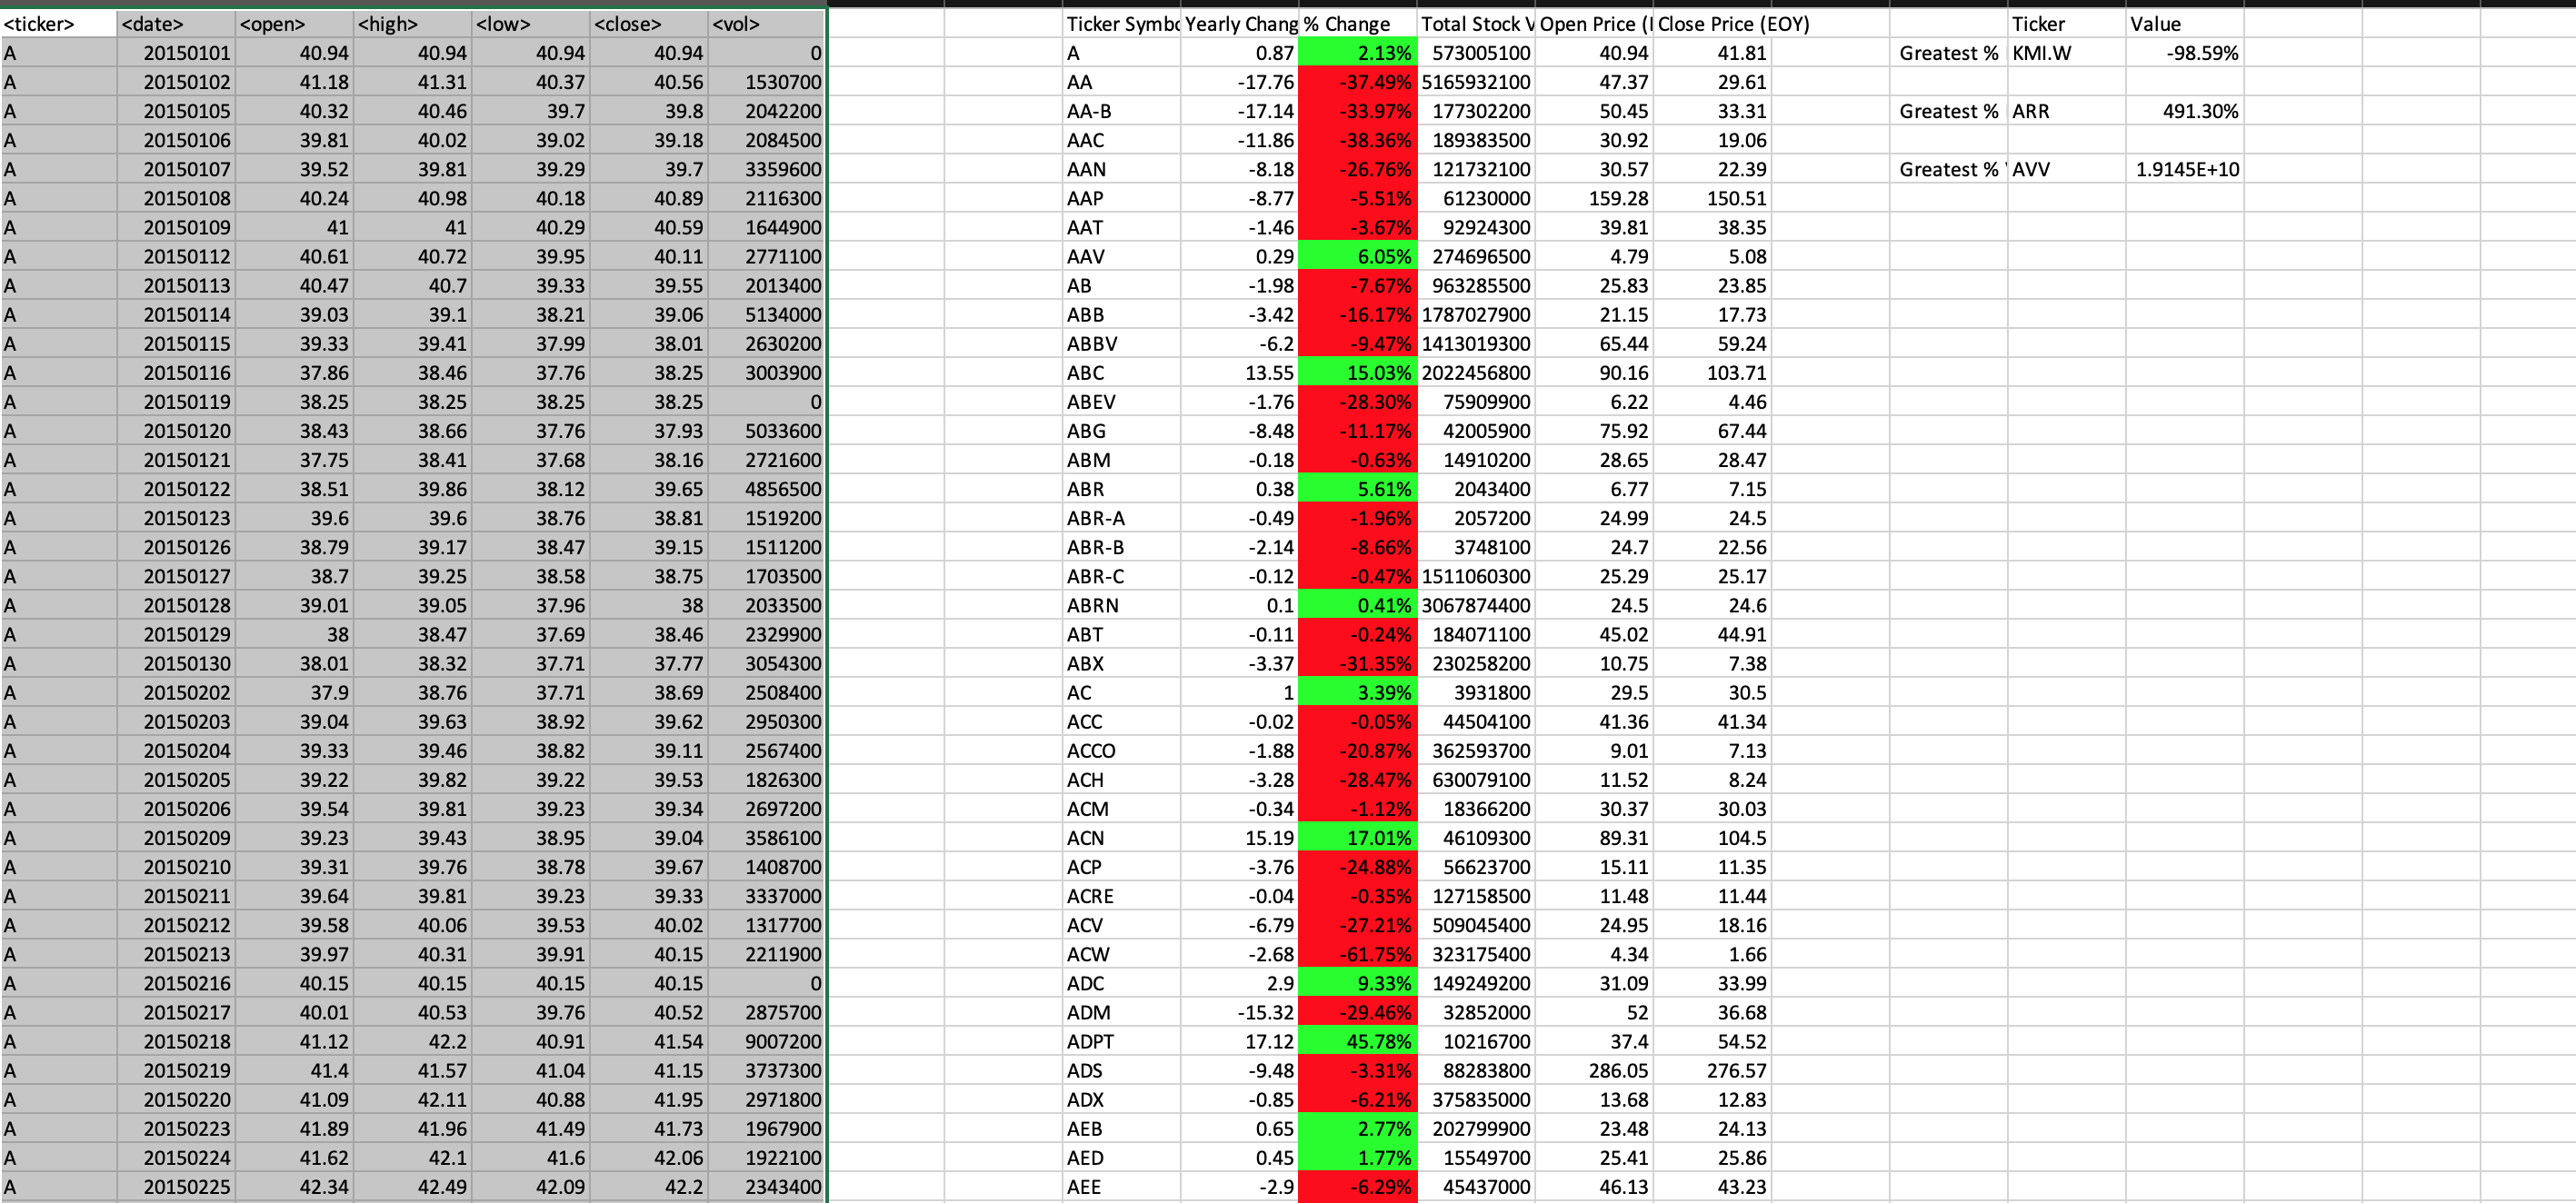 <ticker> <date> <open> <high> <low> <close> <vol> Ticker Symbo Yearly Chang % Change Total Stock V Open Price ( Close Price (EOY) Ticker Value
A 20150101 40.94 40.94 40.94 40.94 0 A 0.87 2.13% 573005100 40.94 41.81 Greatest % KMI.W -98.59%
A 20150102 41.18 41.31 40.37 40.56 1530700 AA -17.76 -37.49% 5165932100 47.37 29.61
A 20150105 40.32 40.46 39.7 39.8 2042200 AA-B -17.14 -33.97% 177302200 50.45 33.31 Greatest % ARR 491.30%
A 20150106 39.81 40.02 39.02 39.18 2084500 AAC -11.86 -38.36% 189383500 30.92 19.06
A 20150107 39.52 39.81 39.29 39.7 3359600 AAN -8.18 -26.76% 121732100 30.57 22.39 Greatest % AVV 1.9145E+10
A 20150108 40.24 40.98 40.18 40.89 2116300 AAP -8.77 -5.51% 61230000 159.28 150.51
A 20150109 41 41 40.29 40.59 1644900 AAT -1.46 -3.67% 92924300 39.81 38.35
A 20150112 40.61 40.72 39.95 40.11 2771100 AAV 0.29 6.05% 274696500 4.79 5.08
A 20150113 40.47 40.7 39.33 39.55 2013400 AB -1.98 -7.67% 963285500 25.83 23.85
A 20150114 39.03 39.1 38.21 39.06 5134000 ABB -3.42 -16.17% 1787027900 21.15 17.73
A 20150115 39.33 39.41 37.99 38.01 2630200 ABBV -6.2 -9.47% 1413019300 65.44 59.24
A 20150116 37.86 38.46 37.76 38.25 3003900 ABC 13.55 15.03% 2022456800 90.16 103.71
A 20150119 38.25 38.25 38.25 38.25 0 ABEV -1.76 -28.30% 75909900 6.22 4.46
A 20150120 38.43 38.66 37.76 37.93 5033600 ABG -8.48 -11.17% 42005900 75.92 67.44
A 20150121 37.75 38.41 37.68 38.16 2721600 ABM -0.18 -0.63% 14910200 28.65 28.47
A 20150122 38.51 39.86 38.12 39.65 4856500 ABR 0.38 5.61% 2043400 6.77 7.15
A 20150123 39.6 39.6 38.76 38.81 1519200 ABR-A -0.49 -1.96% 2057200 24.99 24.5
A 20150126 38.79 39.17 38.47 39.15 1511200 ABR-B -2.14 -8.66% 3748100 24.7 22.56
A 20150127 38.7 39.25 38.58 38.75 1703500 ABR-C -0.12 -0.47% 1511060300 25.29 25.17
A 20150128 39.01 39.05 37.96 38 2033500 ABRN 0.1 0.41% 3067874400 24.5 24.6
A 20150129 38 38.47 37.69 38.46 2329900 ABT -0.11 -0.24% 184071100 45.02 44.91
A 20150130 38.01 38.32 37.71 37.77 3054300 ABX -3.37 -31.35% 230258200 10.75 7.38
A 20150202 37.9 38.76 37.71 38.69 2508400 AC 1 3.39% 3931800 29.5 30.5
A 20150203 39.04 39.63 38.92 39.62 2950300 ACC -0.02 -0.05% 44504100 41.36 41.34
A 20150204 39.33 39.46 38.82 39.11 2567400 ACCO -1.88 -20.87% 362593700 9.01 7.13
A 20150205 39.22 39.82 39.22 39.53 1826300 ACH -3.28 -28.47% 630079100 11.52 8.24
A 20150206 39.54 39.81 39.23 39.34 2697200 ACM -0.34 -1.12% 18366200 30.37 30.03
A 20150209 39.23 39.43 38.95 39.04 3586100 ACN 15.19 17.01% 46109300 89.31 104.5
A 20150210 39.31 39.76 38.78 39.67 1408700 ACP -3.76 -24.88% 56623700 15.11 11.35
A 20150211 39.64 39.81 39.23 39.33 3337000 ACRE -0.04 -0.35% 127158500 11.48 11.44
A 20150212 39.58 40.06 39.53 40.02 1317700 ACV -6.79 -27.21% 509045400 24.95 18.16
A 20150213 39.97 40.31 39.91 40.15 2211900 ACW -2.68 -61.75% 323175400 4.34 1.66
A 20150216 40.15 40.15 40.15 40.15 0 ADC 2.9 9.33% 149249200 31.09 33.99
A 20150217 40.01 40.53 39.76 40.52 2875700 ADM -15.32 -29.46% 32852000 52 36.68
A 20150218 41.12 42.2 40.91 41.54 9007200 ADPT 17.12 45.78% 10216700 37.4 54.52
A 20150219 41.4 41.57 41.04 41.15 3737300 ADS -9.48 -3.31% 88283800 286.05 276.57
A 20150220 41.09 42.11 40.88 41.95 2971800 ADX -0.85 -6.21% 375835000 13.68 12.83
A 20150223 41.89 41.96 41.49 41.73 1967900 AEB 0.65 2.77% 202799900 23.48 24.13
A 20150224 41.62 42.1 41.6 42.06 1922100 AED 0.45 1.77% 15549700 25.41 25.86
A 20150225 42.34 42.49 42.09 42.2 2343400 AEE -2.9 -6.29% 45437000 46.13 43.23